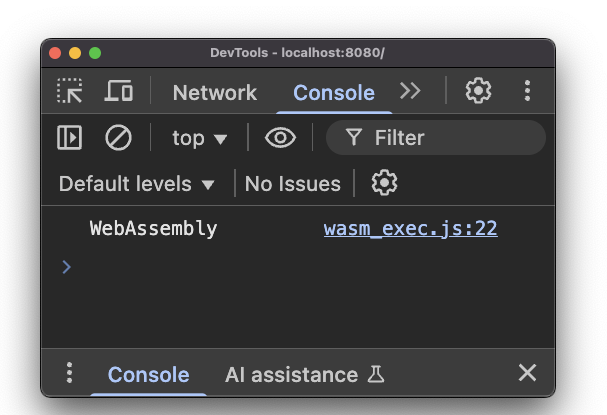 DevTools - localhost:8080/
Network Console
top Filter
Default levels No Issues
WebAssembly wasm_exec.js:22
Console AI assistance